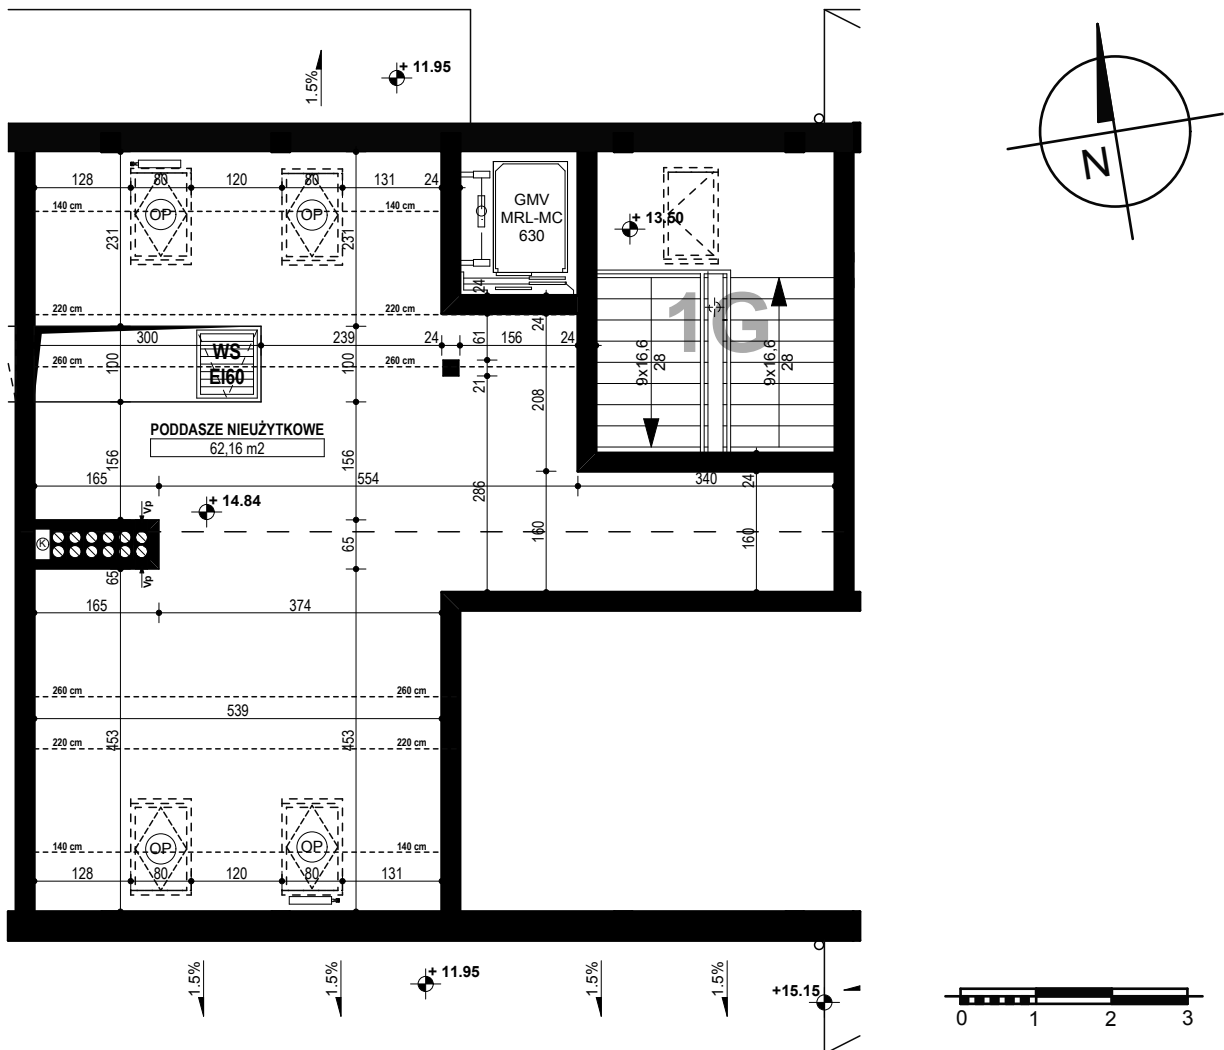 1.5%
+ 11.95
128 80 120 80 131 24
140 cm 140 cm
OP OP
231 231
GMV
MRL-MC
630
+ 13,50
24
220 cm 220 cm
1G
300 239 24 61 156 24 24
WS
EI60
100 100
260 cm 260 cm
21 208
9x16,6
28
9x16,6
28
PODDASZE NIEUŻYTKOWE
62,16 m2
156 156
165 554 340 24
286
+ 14.84
Vp
K
65 65
160 160
Vp
165 374
260 cm 260 cm
539
453 453
220 cm 220 cm
OP OP
140 cm 140 cm
128 80 120 80 131
1.5% 1.5% 1.5% 1.5%
+ 11.95
+15.15
N
0 1 2 3